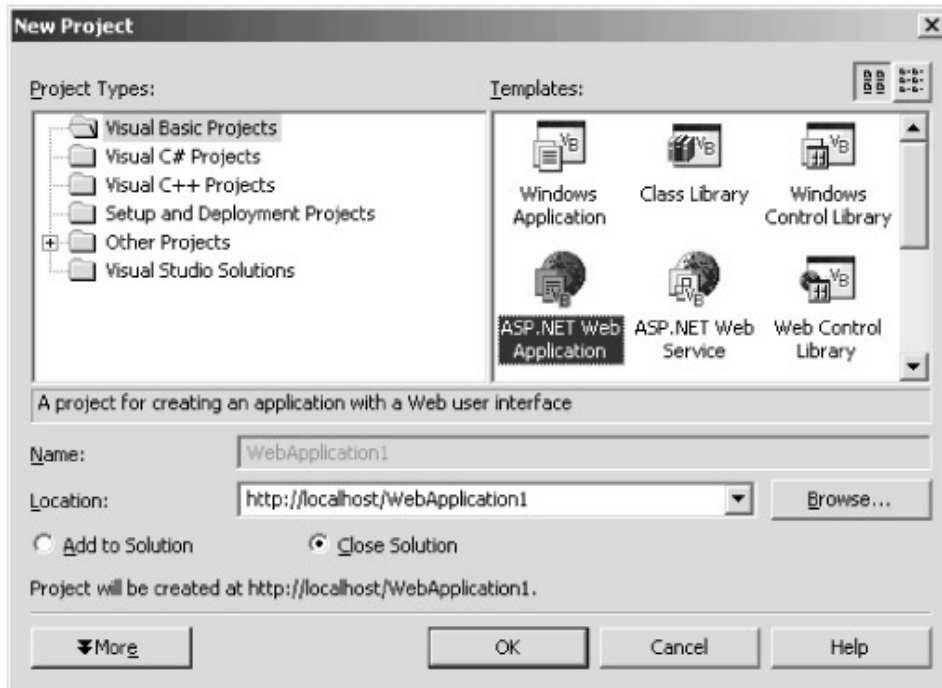 New Project
Project Types:
Templates:
Visual Basic Projects
Visual C# Projects
Visual C++ Projects
Setup and Deployment Projects
Other Projects
Visual Studio Solutions
Windows
Application
Class Library
Windows
Control Library
ASP.NET Web
Application
ASP.NET Web
Service
Web Control
Library
A project for creating an application with a Web user interface
Name:
WebApplication1
Location:
http://localhost/WebApplication1
Browse...
Add to Solution
Close Solution
Project will be created at http://localhost/WebApplication1.
More
OK
Cancel
Help